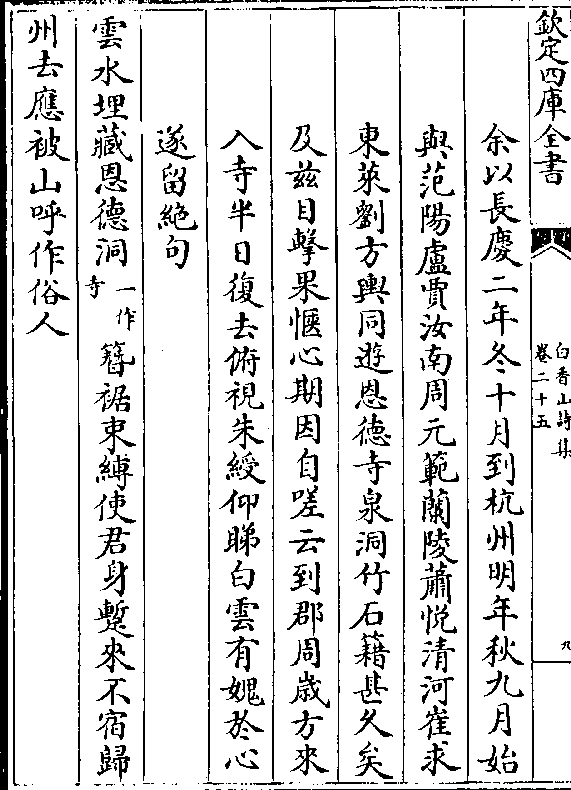 欽定四庫全書
白香山詩集
卷二十五
九
余以長慶二年冬十月到杭州明年秋九月始
與范陽盧賈汝南周元範蘭陵蕭悅清河崔求
東萊劉方輿同遊恩德寺泉洞竹石籍甚久矣
及茲目擊果愜心期因自嗟云到郡周歲方來
入寺半日復去俯視朱綬仰睇白雲有媿於心
遂留絶句
雲水埋藏恩德洞一作寺簪裾束縛使君身蹔來不宿歸
州去應被山呼作俗人